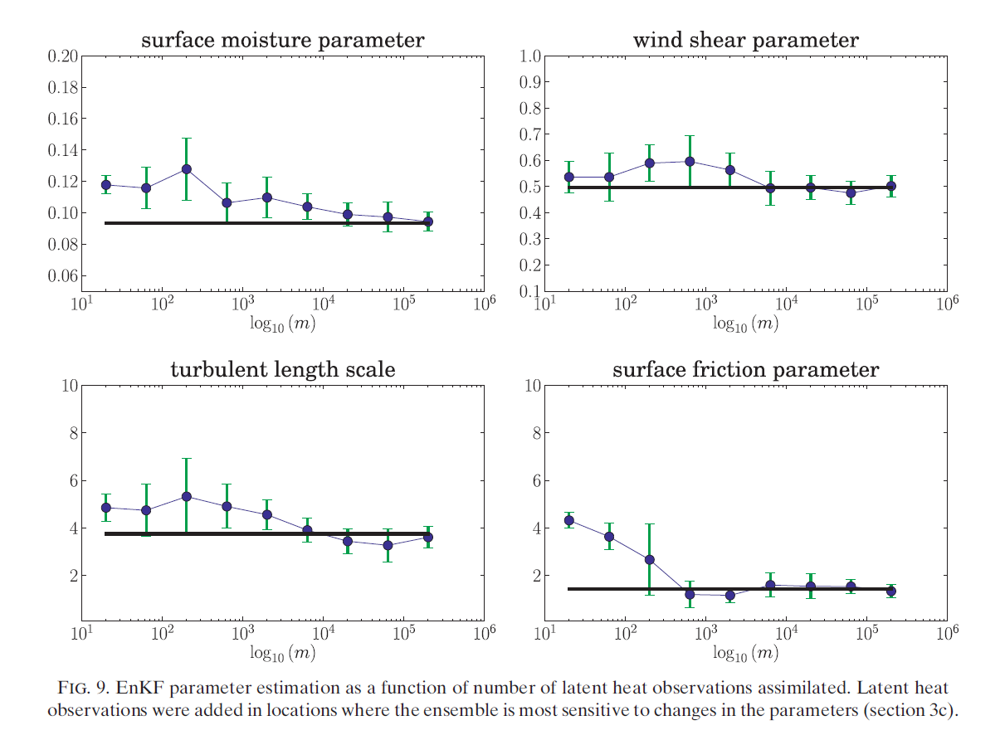 surface moisture parameter
0.20
0.18
0.16
0.14
0.12
0.10
0.08
0.06
10^1 10^2 10^3 10^4 10^5 10^6
log_10 (m)
wind shear parameter
1.0
0.9
0.8
0.7
0.6
0.5
0.4
0.3
0.2
0.1
10^1 10^2 10^3 10^4 10^5 10^6
log_10 (m)
turbulent length scale
10
8
6
4
2
10^1 10^2 10^3 10^4 10^5 10^6
log_10 (m)
surface friction parameter
10
8
6
4
2
10^1 10^2 10^3 10^4 10^5 10^6
log_10 (m)
FIG. 9. EnKF parameter estimation as a function of number of latent heat observations assimilated. Latent heat
observations were added in locations where the ensemble is most sensitive to changes in the parameters (section 3c).